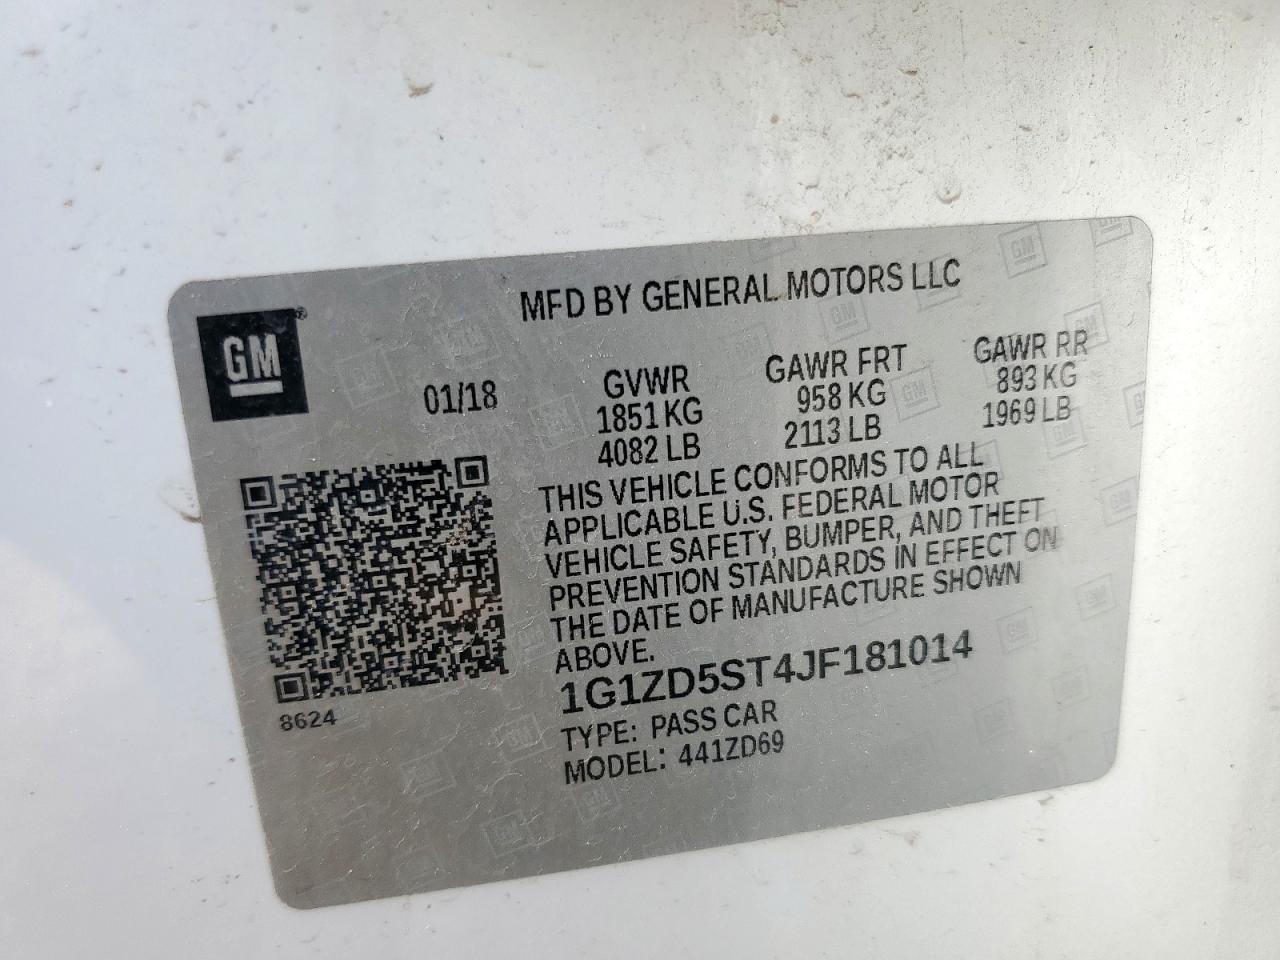 MFD BY GENERAL MOTORS LLC
GM
01/18
GVWR
1851 KG
4082 LB
GAWR FRT
958 KG
2113 LB
GAWR RR
893 KG
1969 LB
THIS VEHICLE CONFORMS TO ALL
APPLICABLE U.S. FEDERAL MOTOR
VEHICLE SAFETY, BUMPER, AND THEFT
PREVENTION STANDARDS IN EFFECT ON
THE DATE OF MANUFACTURE SHOWN
ABOVE.
1G1ZD5ST4JF181014
TYPE: PASS CAR
MODEL: 441ZD69
8624